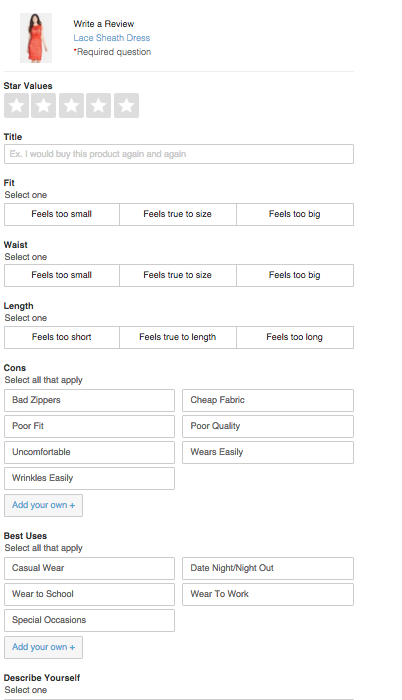 Write a Review
Lace Sheath Dress
*Required question
Star Values
Title
Ex. I would buy this product again and again
Fit
Select one
Feels too small Feels true to size Feels too big
Waist
Select one
Feels too small Feels true to size Feels too big
Length
Select one
Feels too short Feels true to length Feels too long
Cons
Select all that apply
Bad Zippers Cheap Fabric
Poor Fit Poor Quality
Uncomfortable Wears Easily
Wrinkles Easily
Add your own +
Best Uses
Select all that apply
Casual Wear Date Night/Night Out
Wear to School Wear To Work
Special Occasions
Add your own +
Describe Yourself
Select one